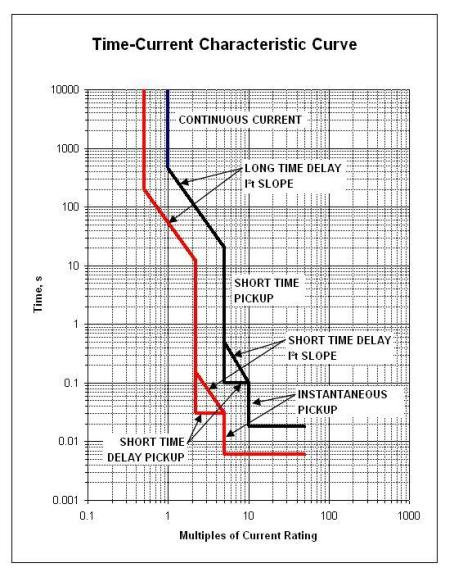 Time-Current Characteristic Curve
10000
1000
100
10
1
0.1
0.01
0.001
Time, s
CONTINUOUS CURRENT
LONG TIME DELAY
I²t SLOPE
SHORT TIME
PICKUP
SHORT TIME DELAY
I²t SLOPE
INSTANTANEOUS
PICKUP
SHORT TIME
DELAY PICKUP
0.1
1
10
100
1000
Multiples of Current Rating